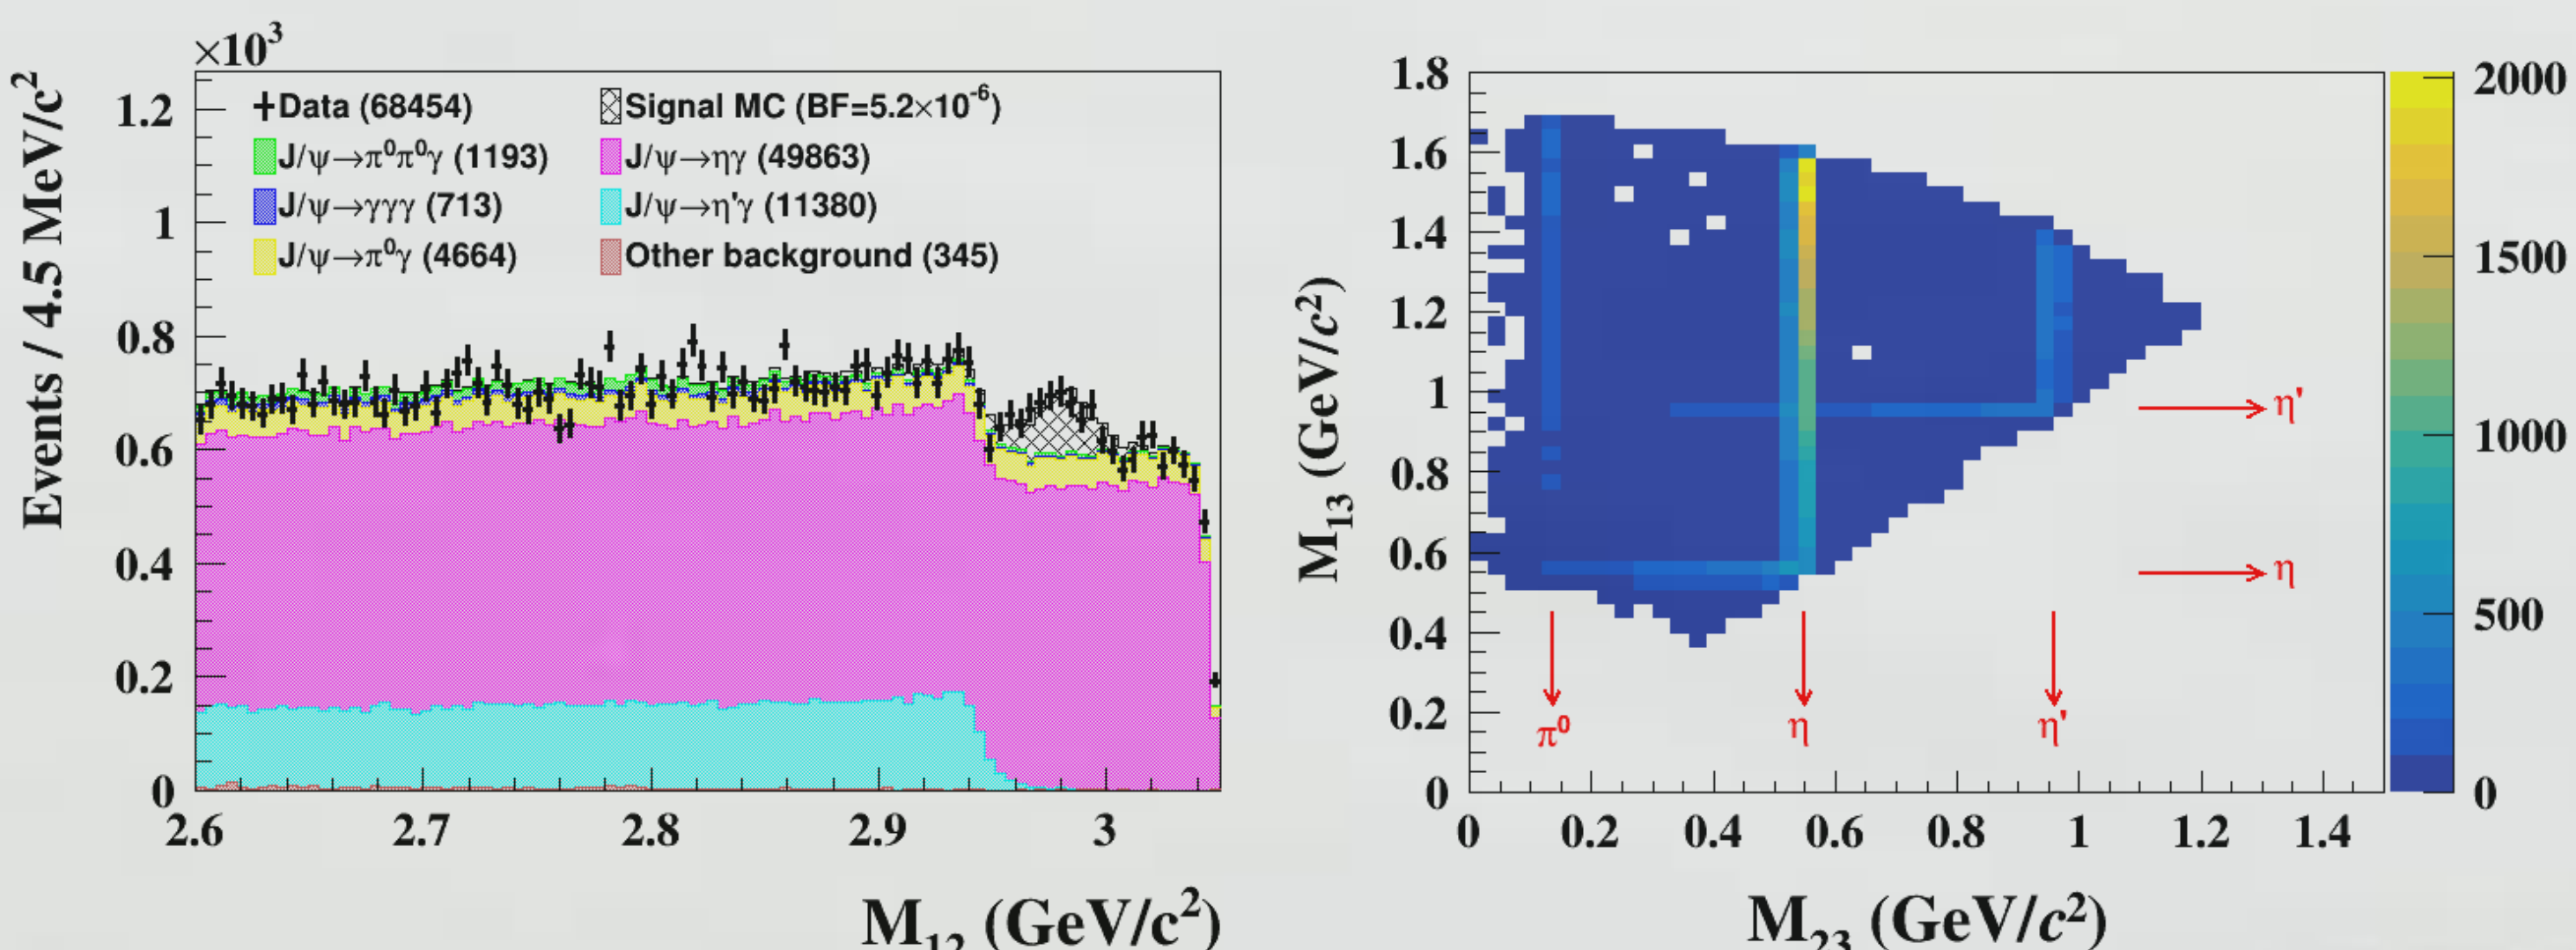 ×10³
Events / 4.5 MeV/c²
1.2
1
0.8
0.6
0.4
0.2
0
Data (68454)
J/ψ→π⁰π⁰γ (1193)
J/ψ→γγγ (713)
J/ψ→π⁰γ (4664)
Signal MC (BF=5.2×10⁻⁶)
J/ψ→ηγ (49863)
J/ψ→η'γ (11380)
Other background (345)
2.6 2.7 2.8 2.9 3
M₁₂ (GeV/c²)
M₁₃ (GeV/c²)
1.8
1.6
1.4
1.2
1
0.8
0.6
0.4
0.2
0
η'
η
π⁰ η η'
0 0.2 0.4 0.6 0.8 1 1.2 1.4
M₂₃ (GeV/c²)
2000
1500
1000
500
0